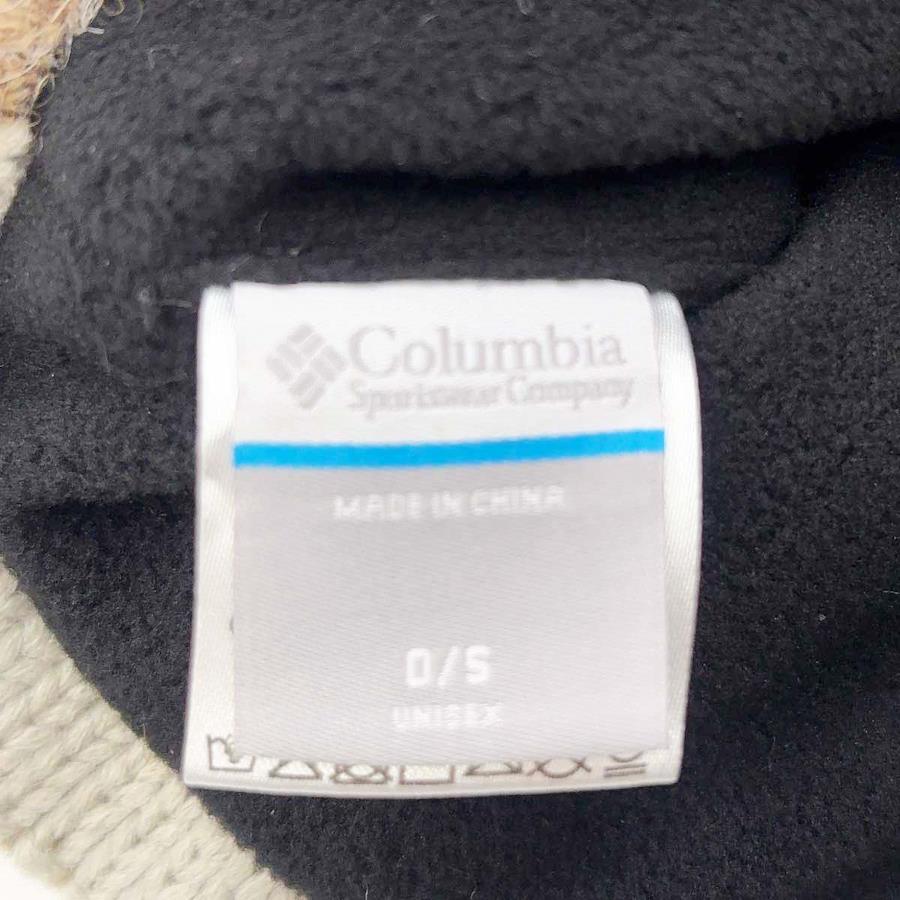 Columbia
Sportswear Company
MADE IN CHINA
O/S
UNISEX